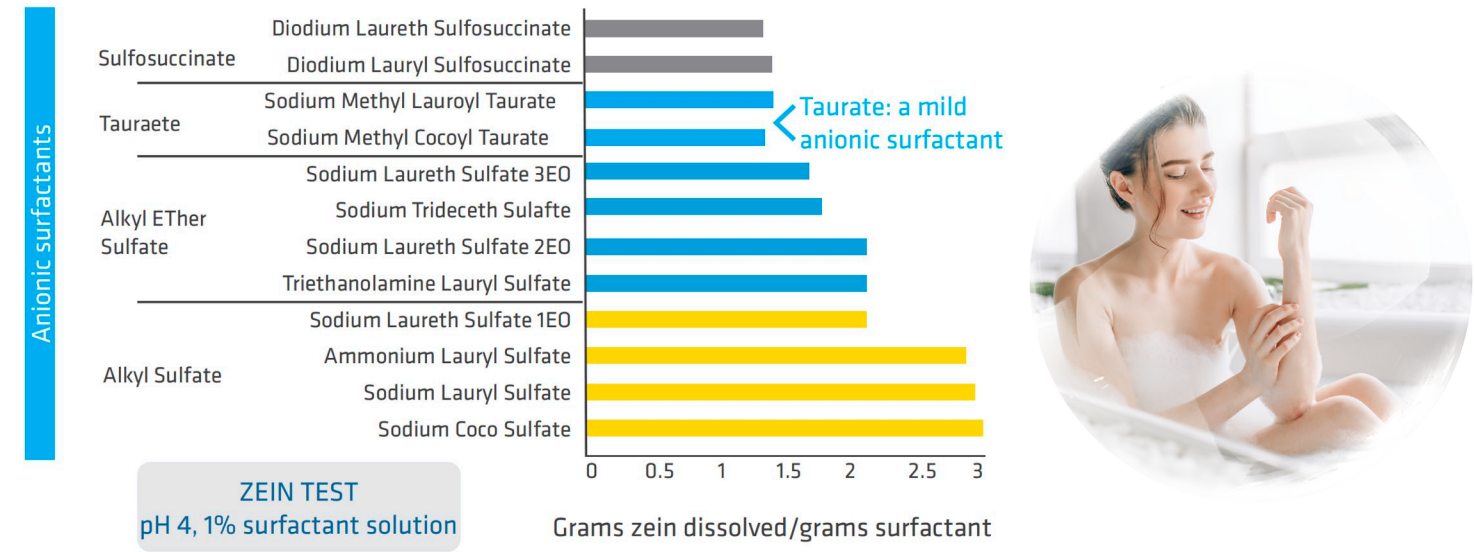 Anionic surfactants
Sulfosuccinate
Diodium Laureth Sulfosuccinate
Diodium Lauryl Sulfosuccinate
Tauraete
Sodium Methyl Lauroyl Taurate
Sodium Methyl Cocoyl Taurate
Taurate: a mild
anionic surfactant
Alkyl ETher
Sulfate
Sodium Laureth Sulfate 3EO
Sodium Trideceth Sulafte
Sodium Laureth Sulfate 2EO
Triethanolamine Lauryl Sulfate
Alkyl Sulfate
Sodium Laureth Sulfate 1EO
Ammonium Lauryl Sulfate
Sodium Lauryl Sulfate
Sodium Coco Sulfate
0 0.5 1 1.5 2 2.5 3
Grams zein dissolved/grams surfactant
ZEIN TEST
pH 4, 1% surfactant solution